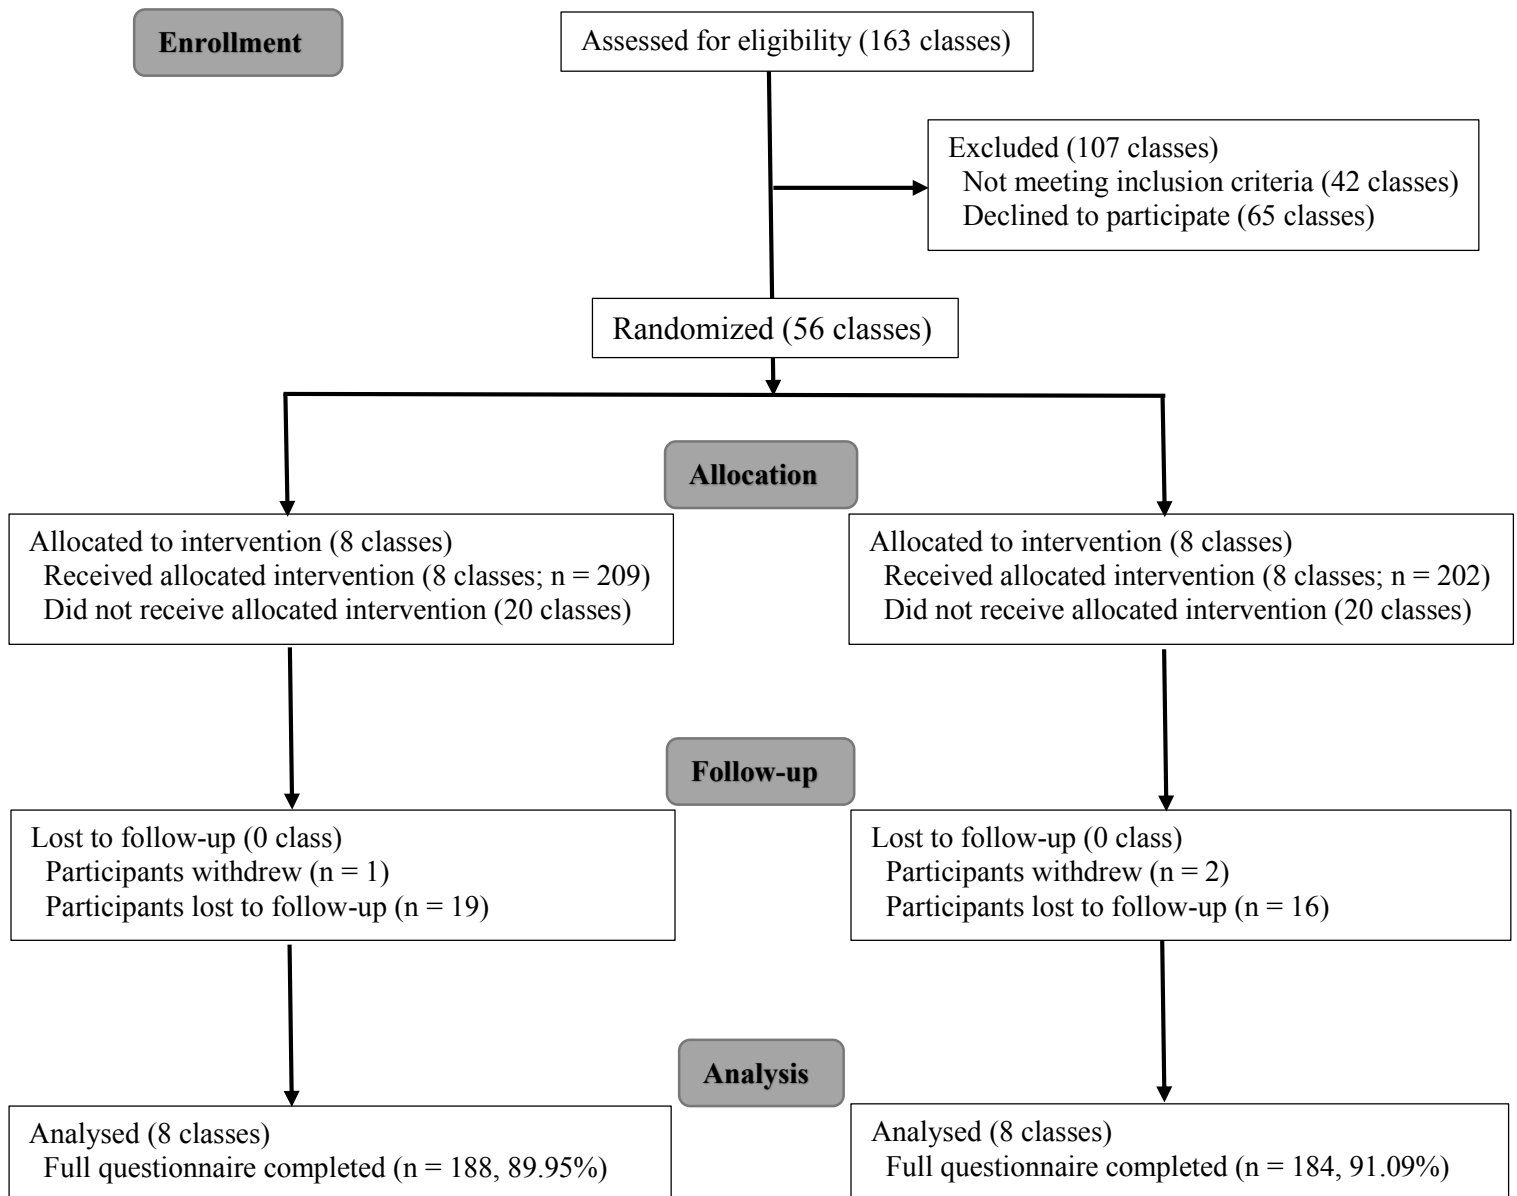 Enrollment
Assessed for eligibility (163 classes)
Excluded (107 classes)
Not meeting inclusion criteria (42 classes)
Declined to participate (65 classes)
Randomized (56 classes)
Allocation
Allocated to intervention (8 classes)
Received allocated intervention (8 classes; n = 209)
Did not receive allocated intervention (20 classes)
Allocated to intervention (8 classes)
Received allocated intervention (8 classes; n = 202)
Did not receive allocated intervention (20 classes)
Follow-up
Lost to follow-up (0 class)
Participants withdrew (n = 1)
Participants lost to follow-up (n = 19)
Lost to follow-up (0 class)
Participants withdrew (n = 2)
Participants lost to follow-up (n = 16)
Analysis
Analysed (8 classes)
Full questionnaire completed (n = 188, 89.95%)
Analysed (8 classes)
Full questionnaire completed (n = 184, 91.09%)